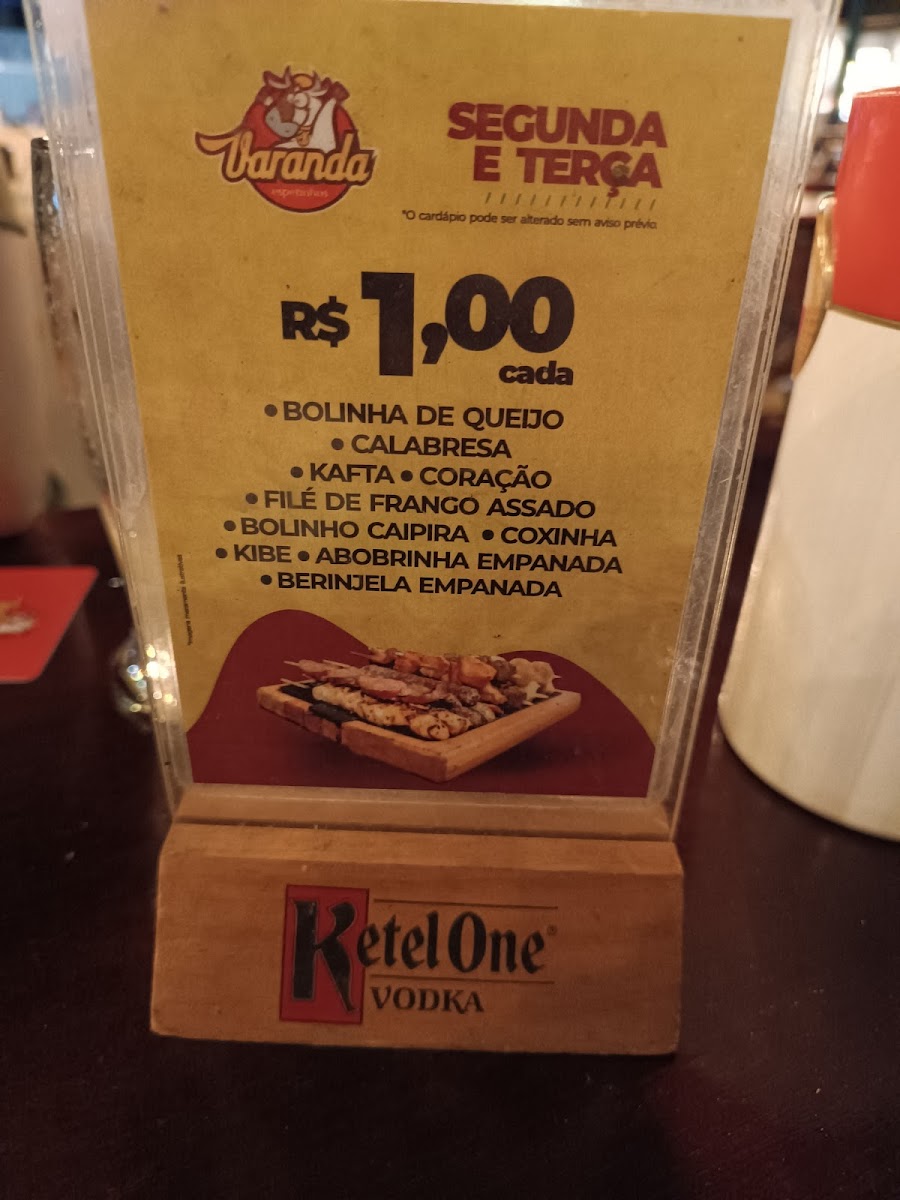 Varanda
espetinhos
SEGUNDA
E TERÇA
*O cardápio pode ser alterado sem aviso prévio.
R$ 1,00
cada
• BOLINHA DE QUEIJO
• CALABRESA
• KAFTA • CORAÇÃO
• FILÉ DE FRANGO ASSADO
• BOLINHO CAIPIRA • COXINHA
• KIBE • ABOBRINHA EMPANADA
• BERINJELA EMPANADA
Ketel One®
VODKA